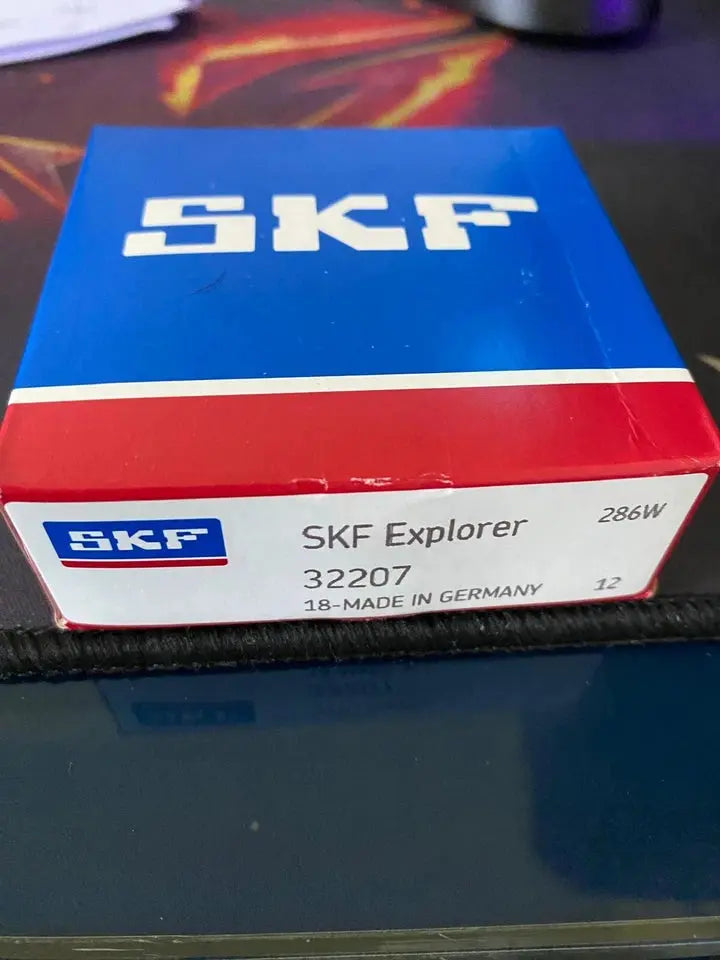 SKF
SKF
SKF Explorer
286W
32207
18-MADE IN GERMANY
12